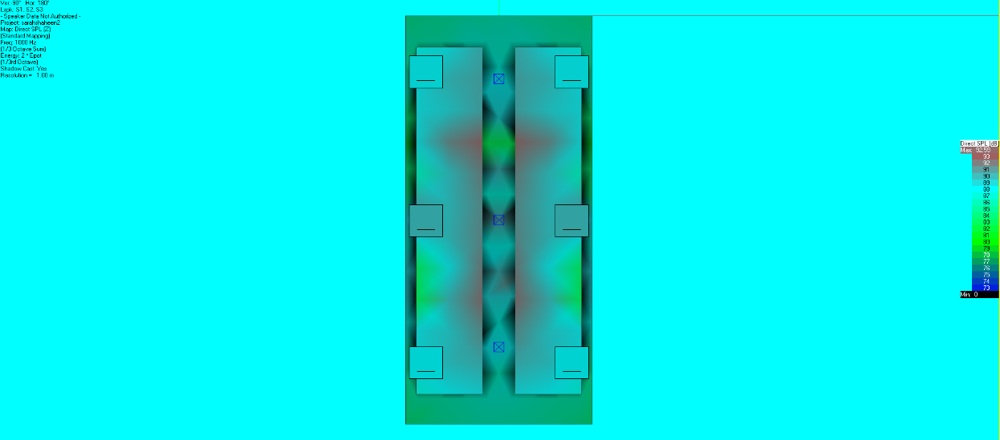 Ver:-90° Hor: 180°
Lspk: S1, S2, S3
- Speaker Data Not Authorized -
Project: sarahshaheen2
Map: Direct SPL (Z)
(Standard Mapping)
Freq: 1000 Hz
(1/3 Octave Sum)
Energy: 2 * Epot
(1/3rd Octave)
Shadow Cast: Yes
Resolution = 1.00 m
Direct SPL [dB]
Max: 92.59
93
92
91
90
89
88
87
86
85
84
83
82
81
80
79
78
77
76
75
74
73
Min: 0